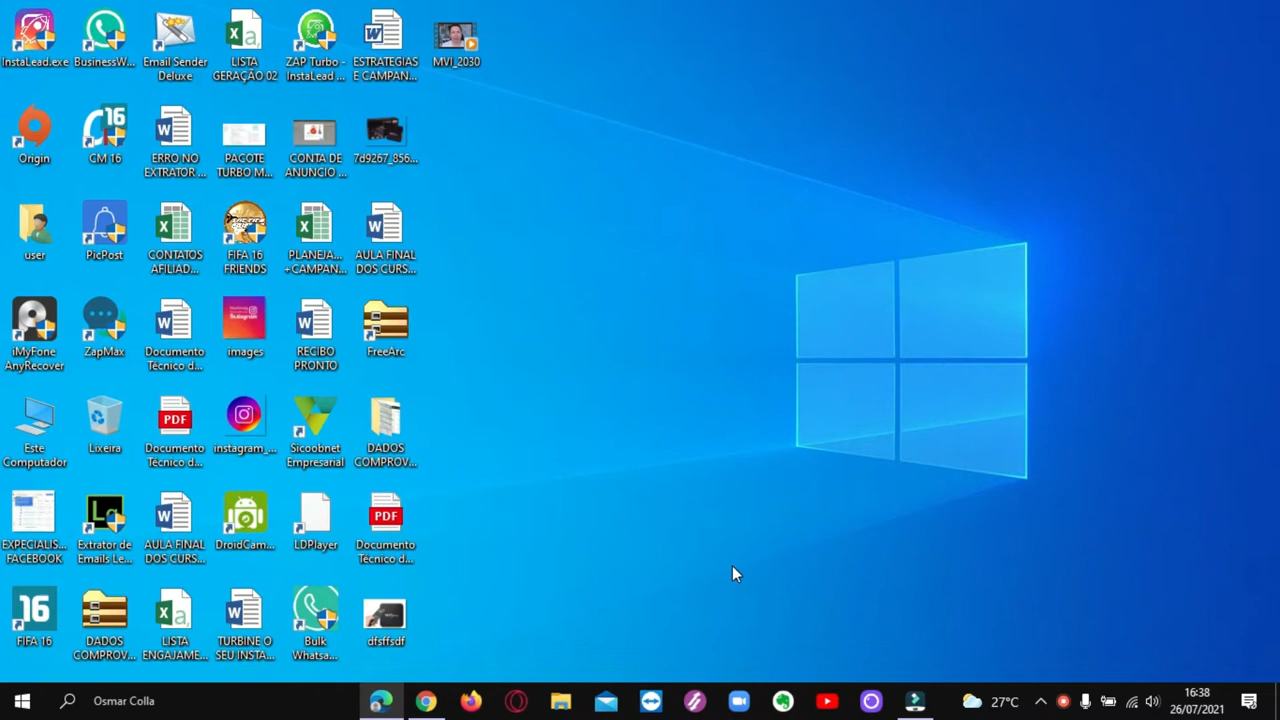 InstaLead.exe
BusinessW...
Email Sender
Deluxe
LISTA
GERAÇÃO 02
ZAP Turbo -
InstaLead ...
ESTRATEGIAS
E CAMPAN...
MVI_2030
Origin
CM 16
ERRO NO
EXTRATOR ...
PACOTE
TURBO M...
CONTA DE
ANUNCIO ...
7d9267_856...
user
PicPost
CONTATOS
AFILIAD...
FIFA 16
FRIENDS
PLANEJA...
+CAMPAN...
AULA FINAL
DOS CURS...
iMyFone
AnyRecover
ZapMax
Documento
Técnico d...
images
RECIBO
PRONTO
FreeArc
Este
Computador
Lixeira
PDF
Documento
Técnico d...
instagram_...
Sicoobnet
Empresarial
DADOS
COMPROV...
EXPECIALIS...
FACEBOOK
Extrator de
Emails Le...
AULA FINAL
DOS CURS...
DroidCam...
LDPlayer
PDF
Documento
Técnico d...
16
FIFA 16
DADOS
COMPROV...
LISTA
ENGAJAME...
TURBINE O
SEU INSTA...
Bulk
Whatsa...
dfsffsdf
Osmar Colla
27°C
16:38
26/07/2021